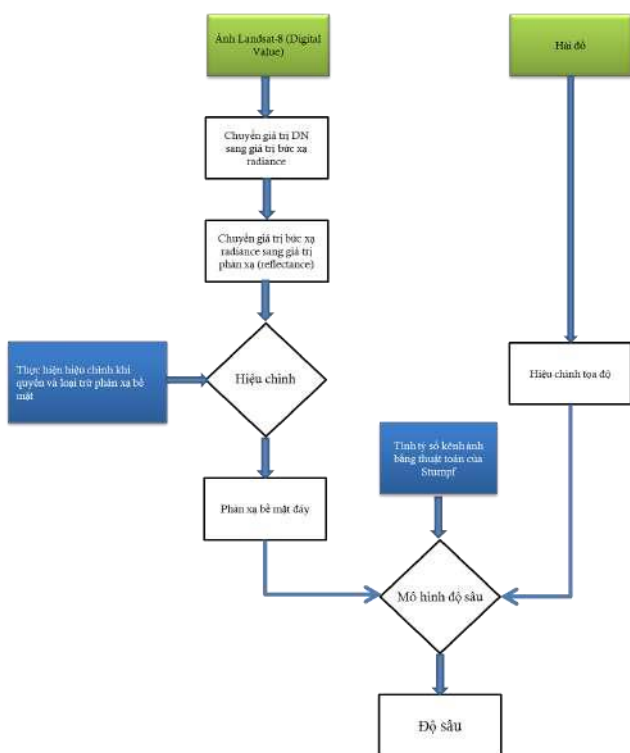 Ảnh Landsat-8 (Digital
Value)
Hải đồ
Chuyển giá trị DN
sang giá trị bức xạ
radiance
Chuyển giá trị bức xạ
radiance sang giá trị
phản xạ (reflectance)
Thực hiện hiệu chỉnh khí
quyển và loại trừ phản xạ bề
mặt
Hiệu chỉnh
Hiệu chỉnh tọa độ
Tính tỷ số kênh ảnh
bằng thuật toán của
Stumpf
Phản xạ bề mặt đáy
Mô hình độ sâu
Độ sâu